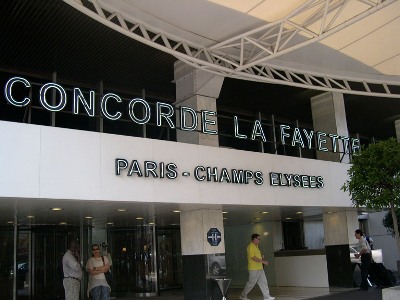 CONCORDE LA FAYETTE
PARIS - CHAMPS ELYSEES